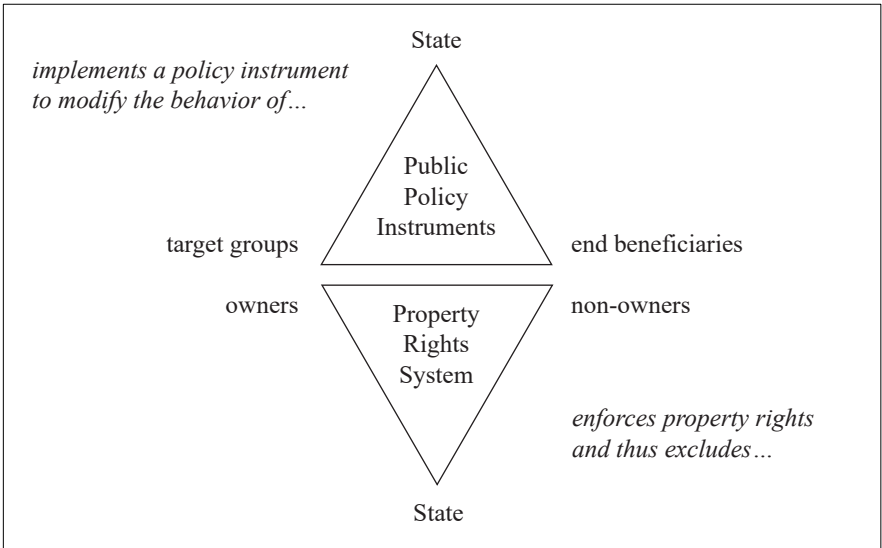 State
implements a policy instrument
to modify the behavior of…
Public
Policy
Instruments
target groups
end beneficiaries
owners
non-owners
Property
Rights
System
enforces property rights
and thus excludes…
State